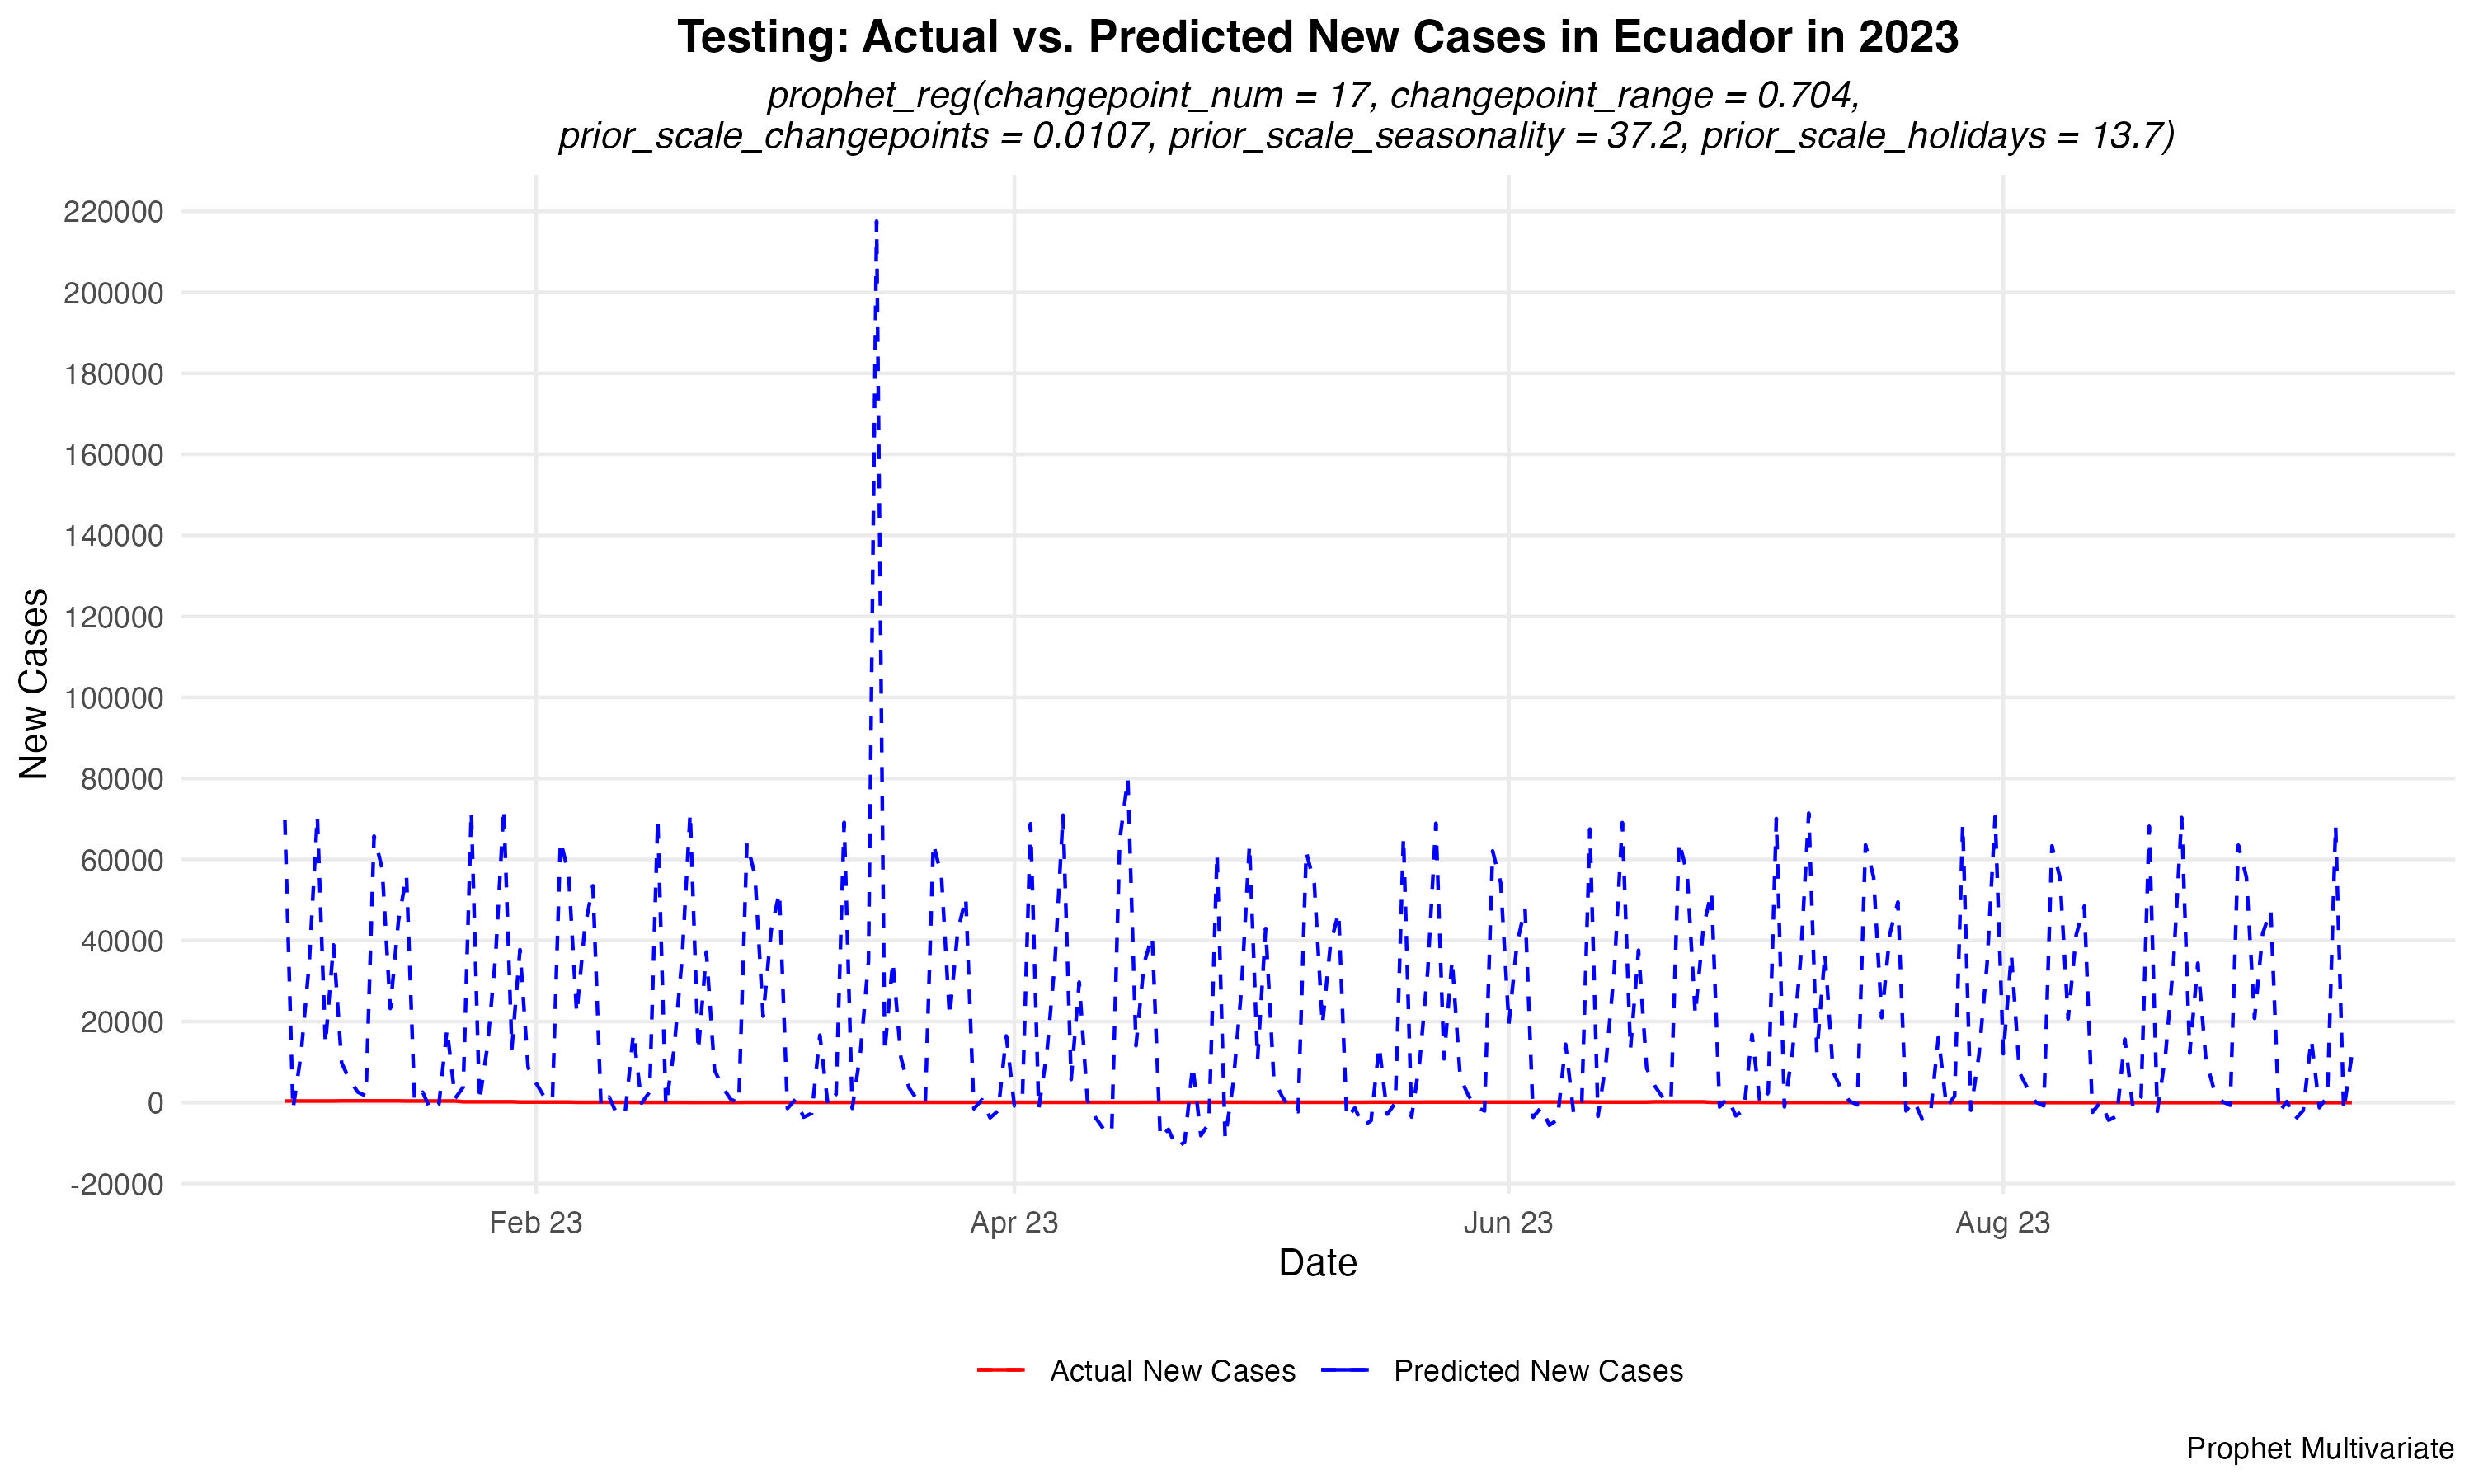 Testing: Actual vs. Predicted New Cases in Ecuador in 2023
prophet_reg(changepoint_num = 17, changepoint_range = 0.704,
prior_scale_changepoints = 0.0107, prior_scale_seasonality = 37.2, prior_scale_holidays = 13.7)
220000
200000
180000
160000
140000
120000
100000
80000
60000
40000
20000
0
-20000
New Cases
Feb 23 Apr 23 Jun 23 Aug 23
Date
Actual New Cases Predicted New Cases
Prophet Multivariate